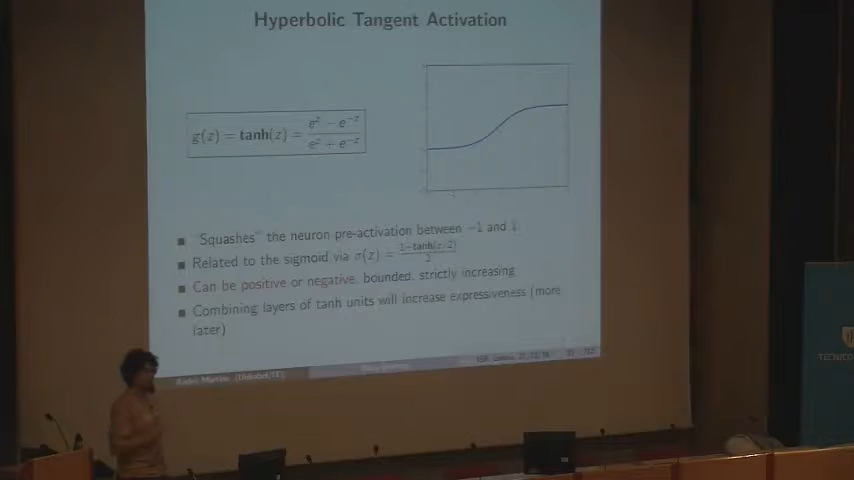 Hyperbolic Tangent Activation
g(z) = tanh(z) = (e^z − e^{−z}) / (e^z + e^{−z})
■ "Squashes" the neuron pre-activation between −1 and 1
■ Related to the sigmoid via σ(z) = (1−tanh(z/2)) / 2
■ Can be positive or negative, bounded, strictly increasing
■ Combining layers of tanh units will increase expressiveness (more
later)
TECNICO